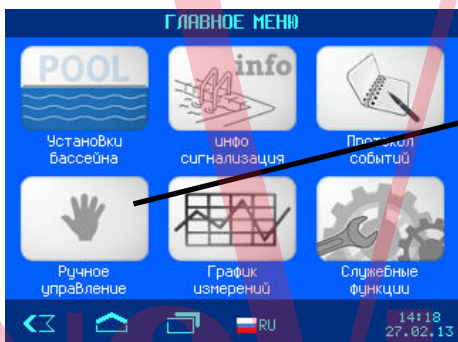 ГЛАВНОЕ МЕНЮ
POOL
info
Установки
бассейна
инфо
сигнализация
Протокол
событий
Ручное
управление
График
измерений
Служебные
функции
RU
14:18
27.02.13